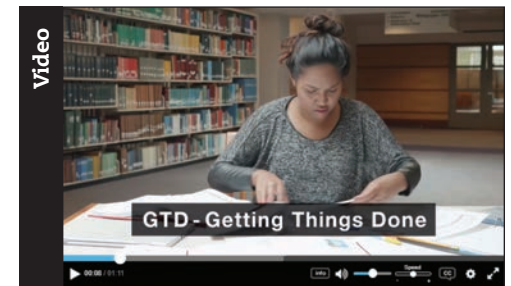 Video
GTD - Getting Things Done
00:00 / 01:11
Info
Speed
CC